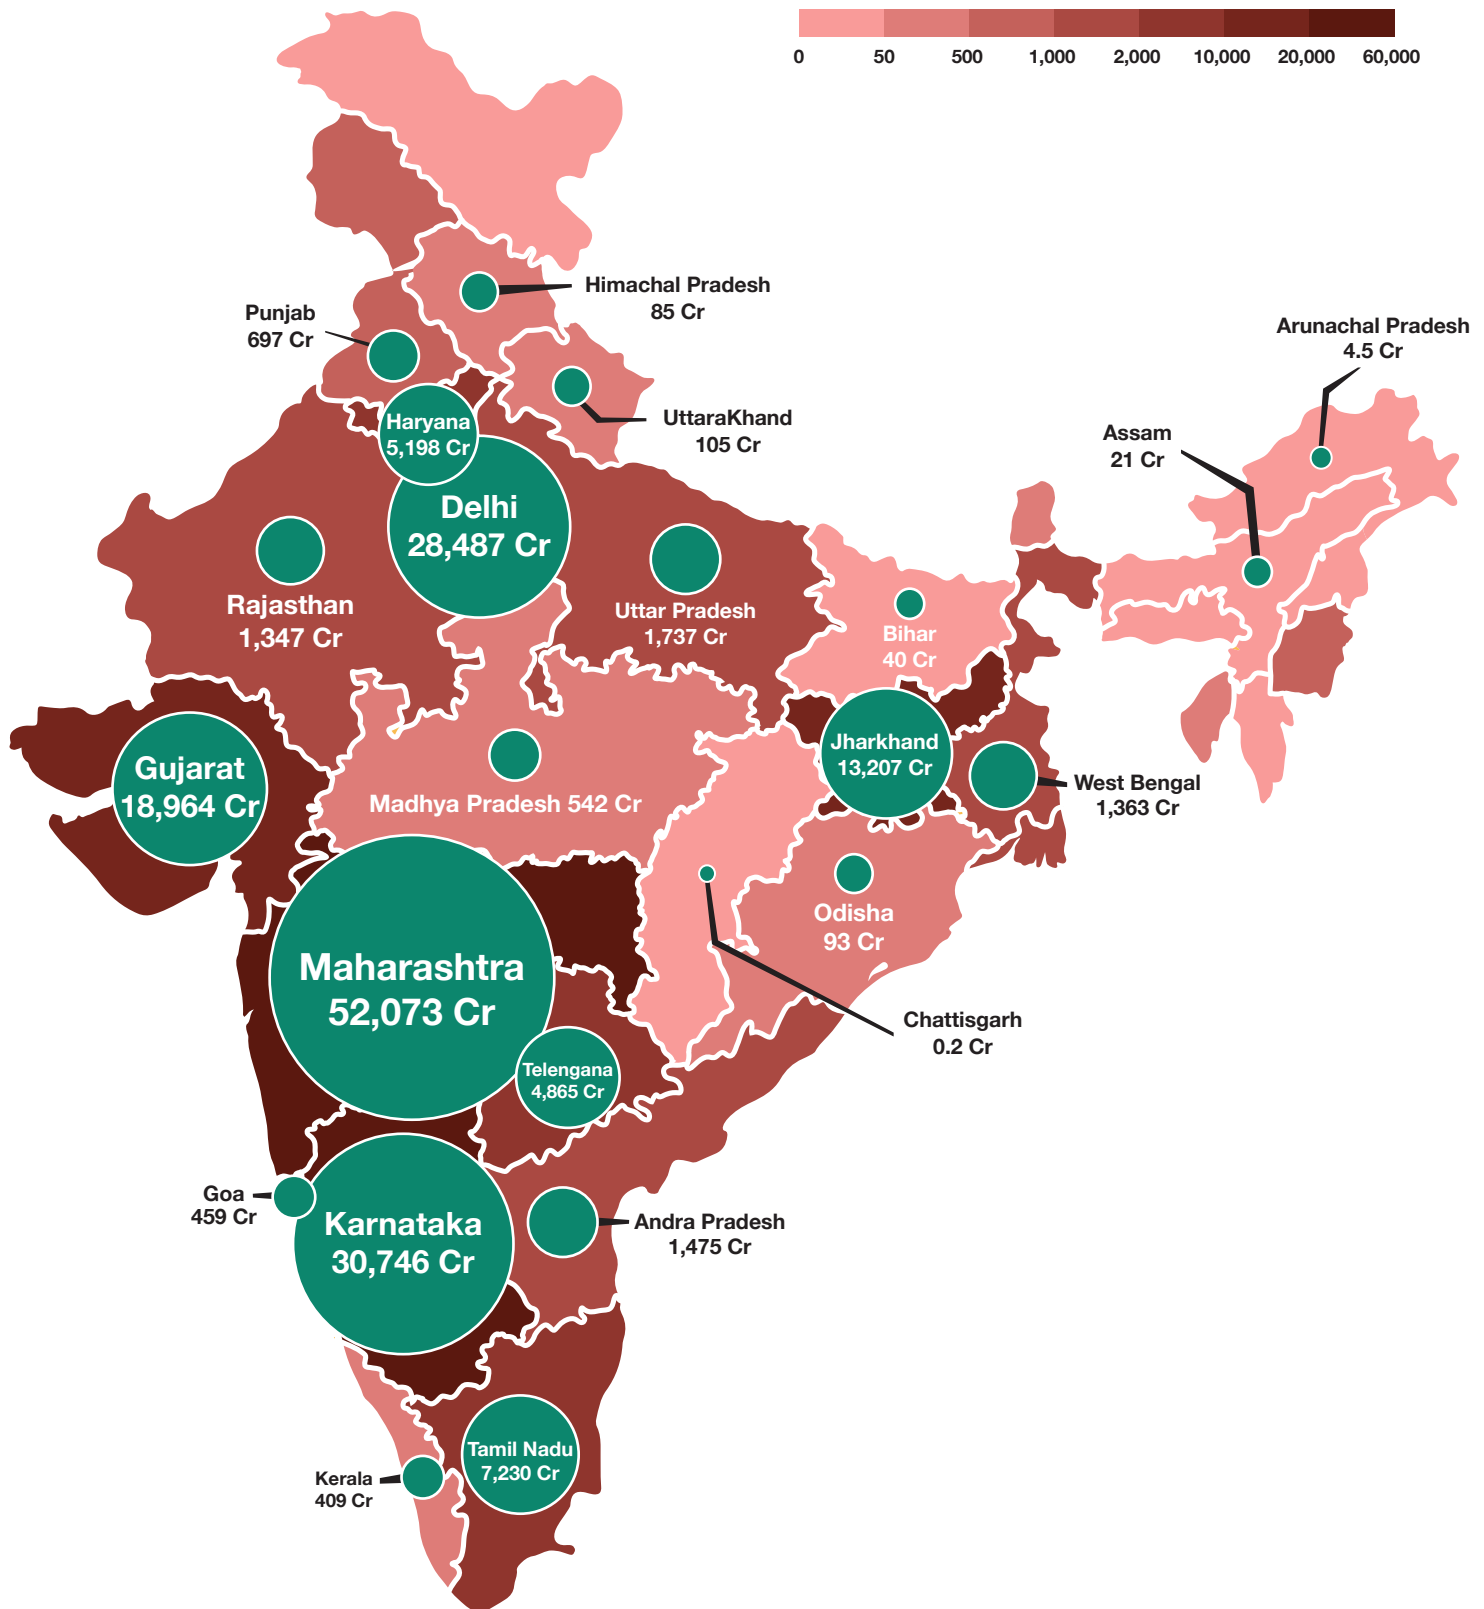 0 50 500 1,000 2,000 10,000 20,000 60,000
Himachal Pradesh
85 Cr
Punjab
697 Cr
Arunachal Pradesh
4.5 Cr
Haryana
5,198 Cr
UttaraKhand
105 Cr
Assam
21 Cr
Delhi
28,487 Cr
Rajasthan
1,347 Cr
Uttar Pradesh
1,737 Cr
Bihar
40 Cr
Gujarat
18,964 Cr
Jharkhand
13,207 Cr
Madhya Pradesh 542 Cr
West Bengal
1,363 Cr
Odisha
93 Cr
Maharashtra
52,073 Cr
Chattisgarh
0.2 Cr
Telengana
4,865 Cr
Goa
459 Cr
Karnataka
30,746 Cr
Andra Pradesh
1,475 Cr
Tamil Nadu
7,230 Cr
Kerala
409 Cr